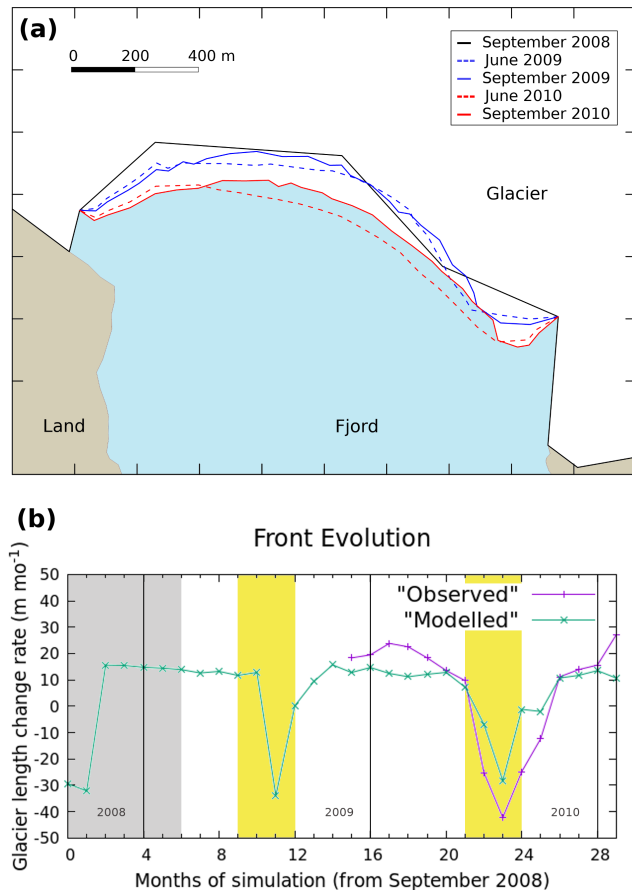 (a)
0 200 400 m
September 2008
June 2009
September 2009
June 2010
September 2010
Glacier
Land
Fjord
(b)
Front Evolution
Glacier length change rate (m mo-1)
50
40
30
20
10
0
-10
-20
-30
-40
-50
"Observed"
"Modelled"
2008
2009
2010
0 4 8 12 16 20 24 28
Months of simulation (from September 2008)